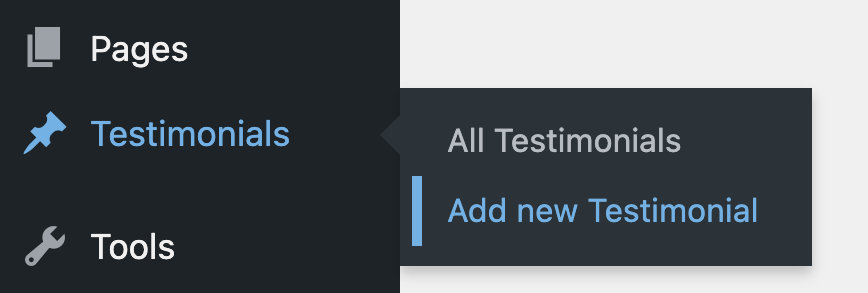 Pages
Testimonials
All Testimonials
Add new Testimonial
Tools